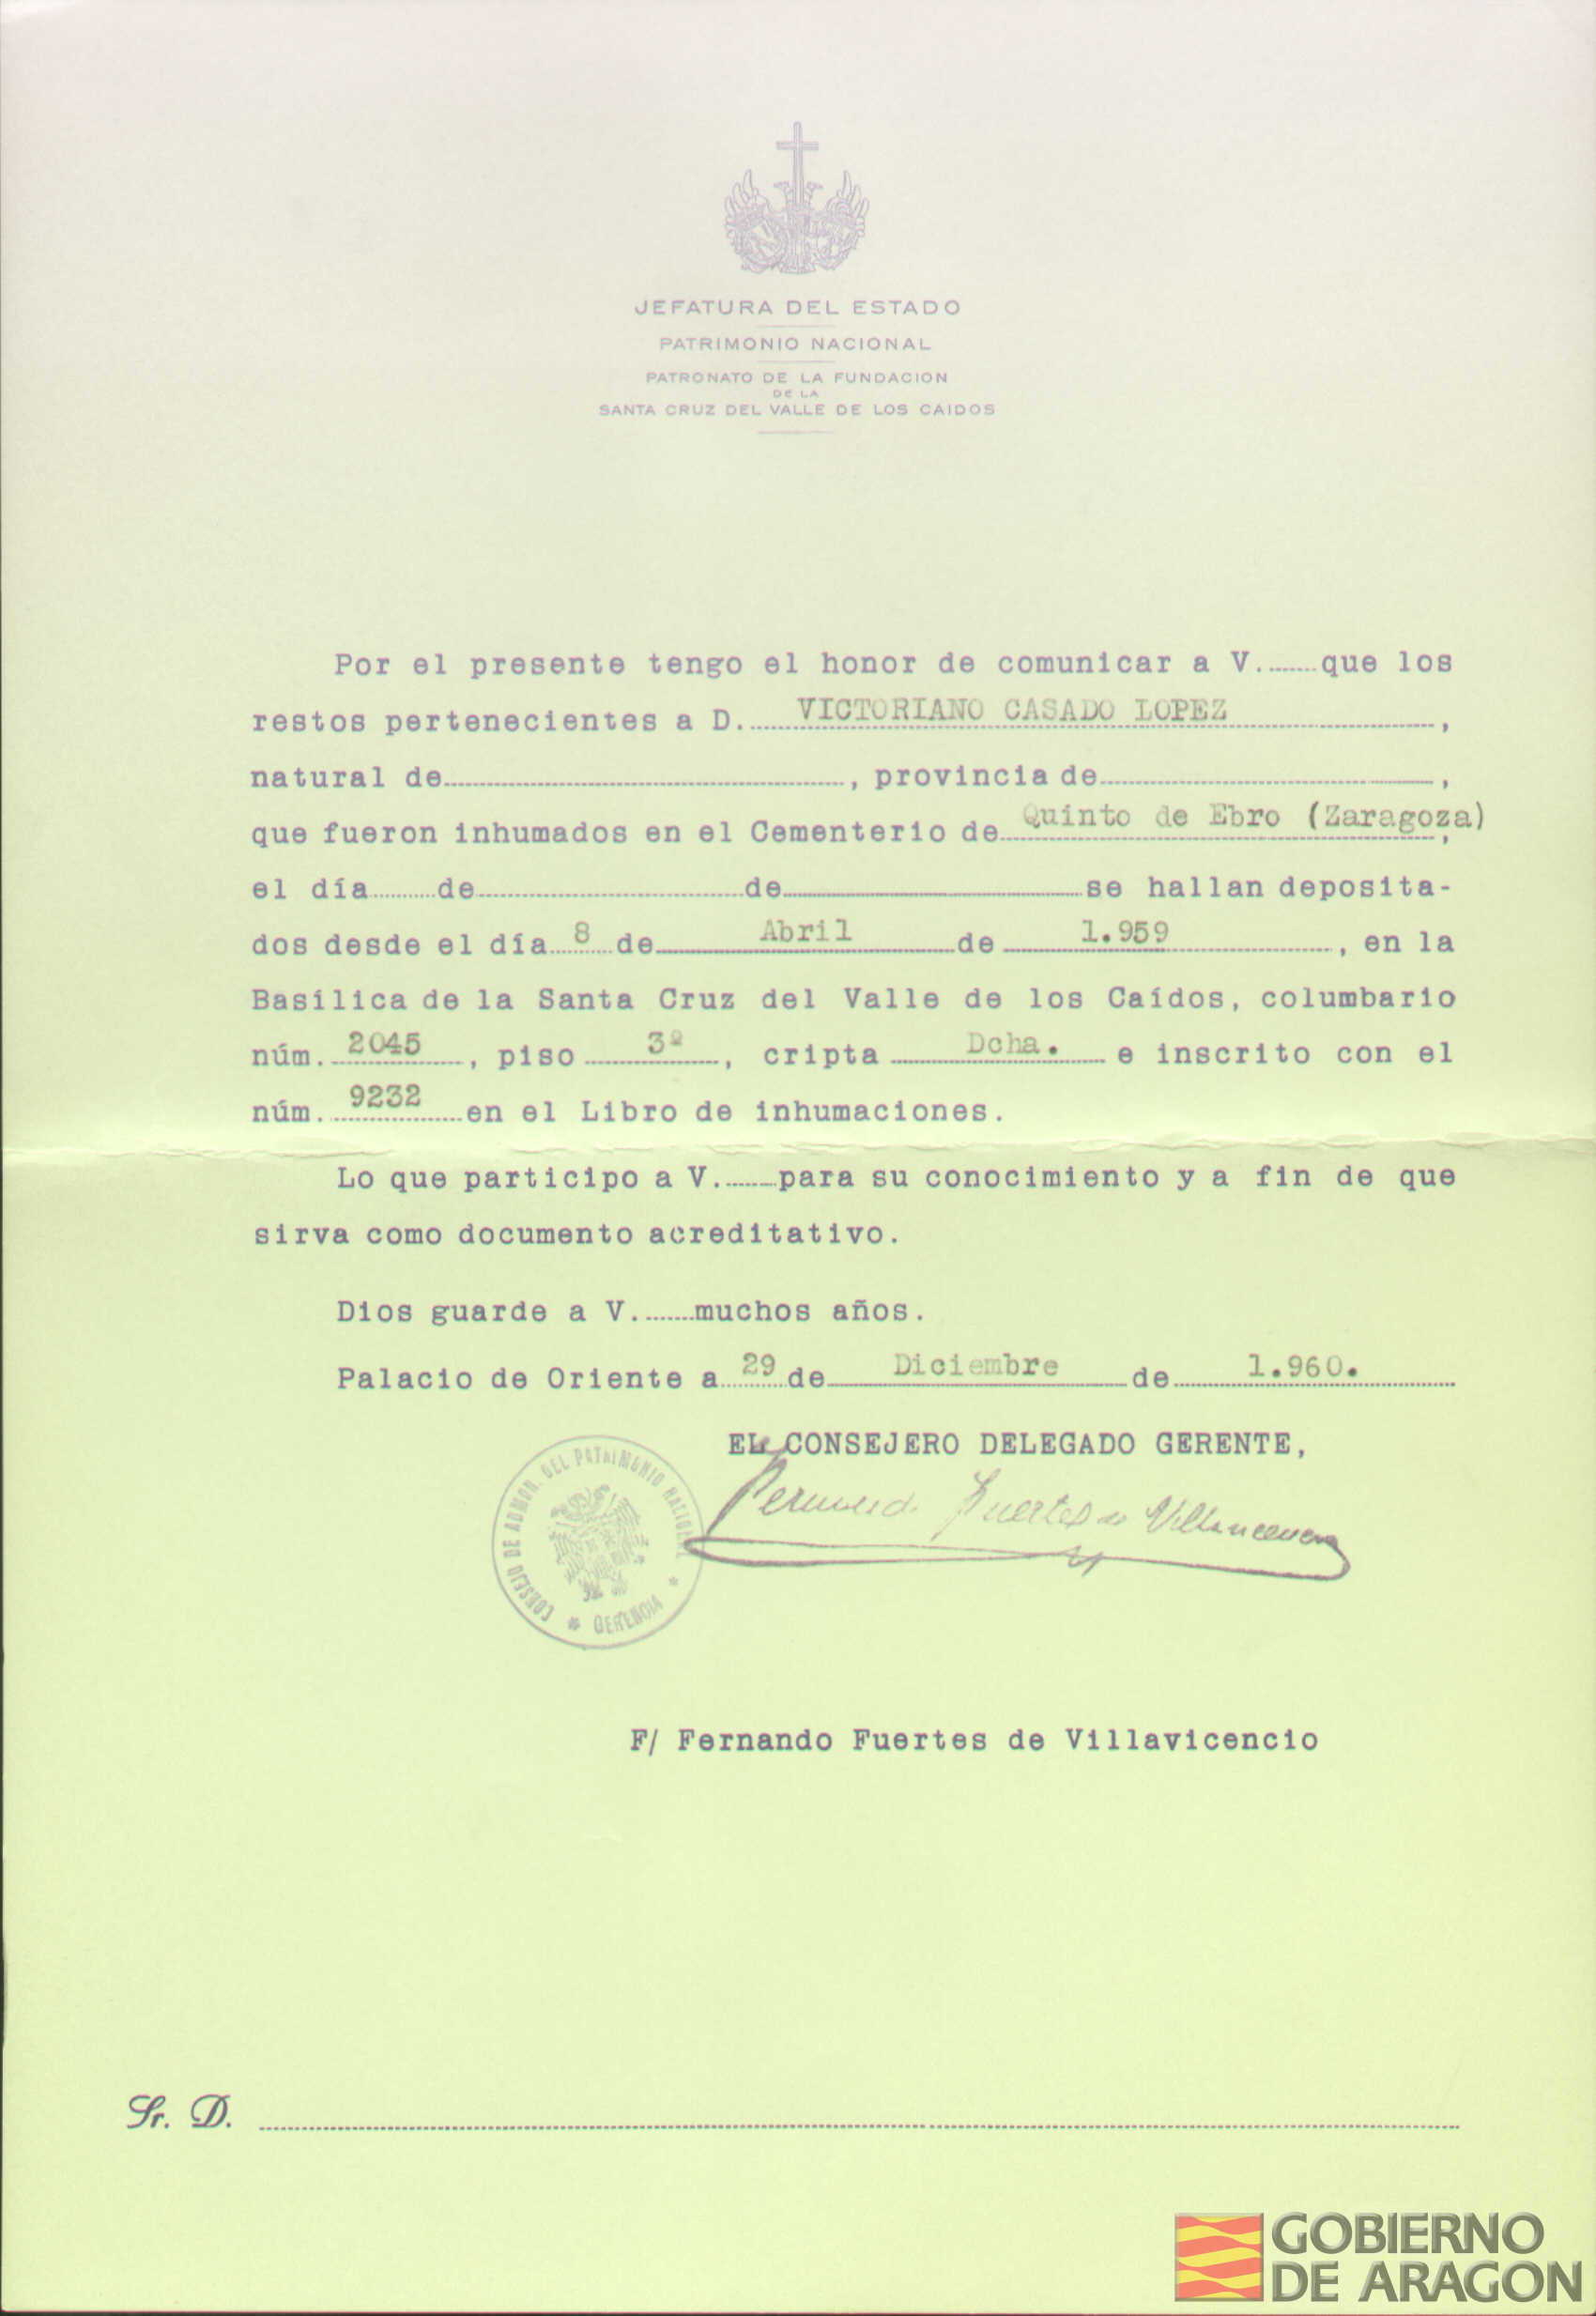 JEFATURA DEL ESTADO
PATRIMONIO NACIONAL
PATRONATO DE LA FUNDACION
DE LA
SANTA CRUZ DEL VALLE DE LOS CAIDOS
Por el presente tengo el honor de comunicar a V.......que los
restos pertenecientes a D. VICTORIANO CASADO LOPEZ ,
natural de................, provincia de................,
que fueron inhumados en el Cementerio de Quinto de Ebro (Zaragoza) ,
el día........de................de................se hallan deposita-
dos desde el día 8 de Abril de 1.959 , en la
Basílica de la Santa Cruz del Valle de los Caídos, columbario
núm. 2045 , piso 3º , cripta Dcha. e inscrito con el
núm. 9232 en el Libro de inhumaciones.
Lo que participo a V.......para su conocimiento y a fin de que
sirva como documento acreditativo.
Dios guarde a V.......muchos años.
Palacio de Oriente a 29 de Diciembre de 1.960.
EL CONSEJERO DELEGADO GERENTE,
Fernando Fuertes de Villavicencio
CONSEJO DE ADMON. DEL PATRIMONIO NACIONAL
* GERENCIA *
F/ Fernando Fuertes de Villavicencio
Sr. D. ................
GOBIERNO
DE ARAGON